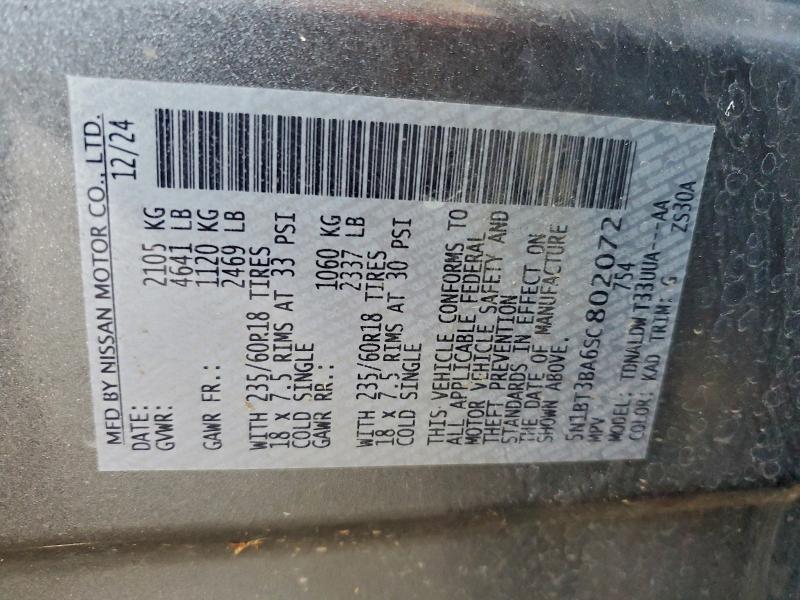 MFD BY NISSAN MOTOR CO., LTD.
DATE: 12/24
GVWR: 2105 KG
4641 LB
GAWR FR.: 1120 KG
2469 LB
WITH 235/60R18 TIRES
18 X 7.5 RIMS AT 33 PSI
COLD SINGLE
GAWR RR.: 1060 KG
2337 LB
WITH 235/60R18 TIRES
18 X 7.5 RIMS AT 30 PSI
COLD SINGLE
THIS VEHICLE CONFORMS TO
ALL APPLICABLE FEDERAL
MOTOR VEHICLE SAFETY AND
THEFT PREVENTION
STANDARDS IN EFFECT ON
THE DATE OF MANUFACTURE
SHOWN ABOVE.
5N1BT3BA6SC802072
MPV 754
MODEL: TDNALDW T33UUA---AA
COLOR: KAD TRIM: G ZS30A